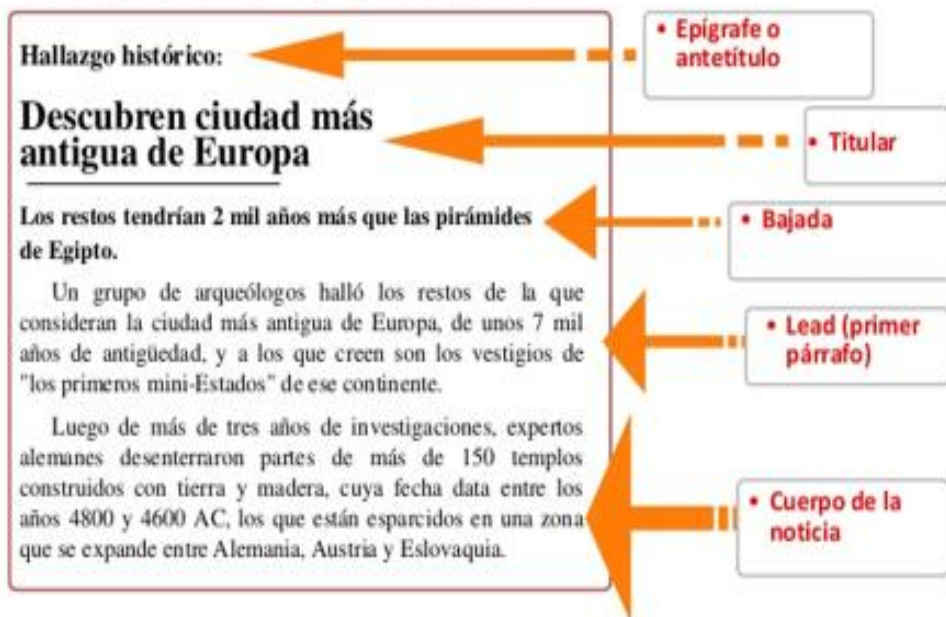 Hallazgo histórico:
• Epígrafe o
antetítulo
Descubren ciudad más
antigua de Europa
• Titular
Los restos tendrían 2 mil años más que las pirámides
de Egipto.
• Bajada
Un grupo de arqueólogos halló los restos de la que
consideran la ciudad más antigua de Europa, de unos 7 mil
años de antigüedad, y a los que creen son los vestigios de
"los primeros mini-Estados" de ese continente.
• Lead (primer
párrafo)
Luego de más de tres años de investigaciones, expertos
alemanes desenterraron partes de más de 150 templos
construidos con tierra y madera, cuya fecha data entre los
años 4800 y 4600 AC, los que están esparcidos en una zona
que se expande entre Alemania, Austria y Eslovaquia.
• Cuerpo de la
noticia